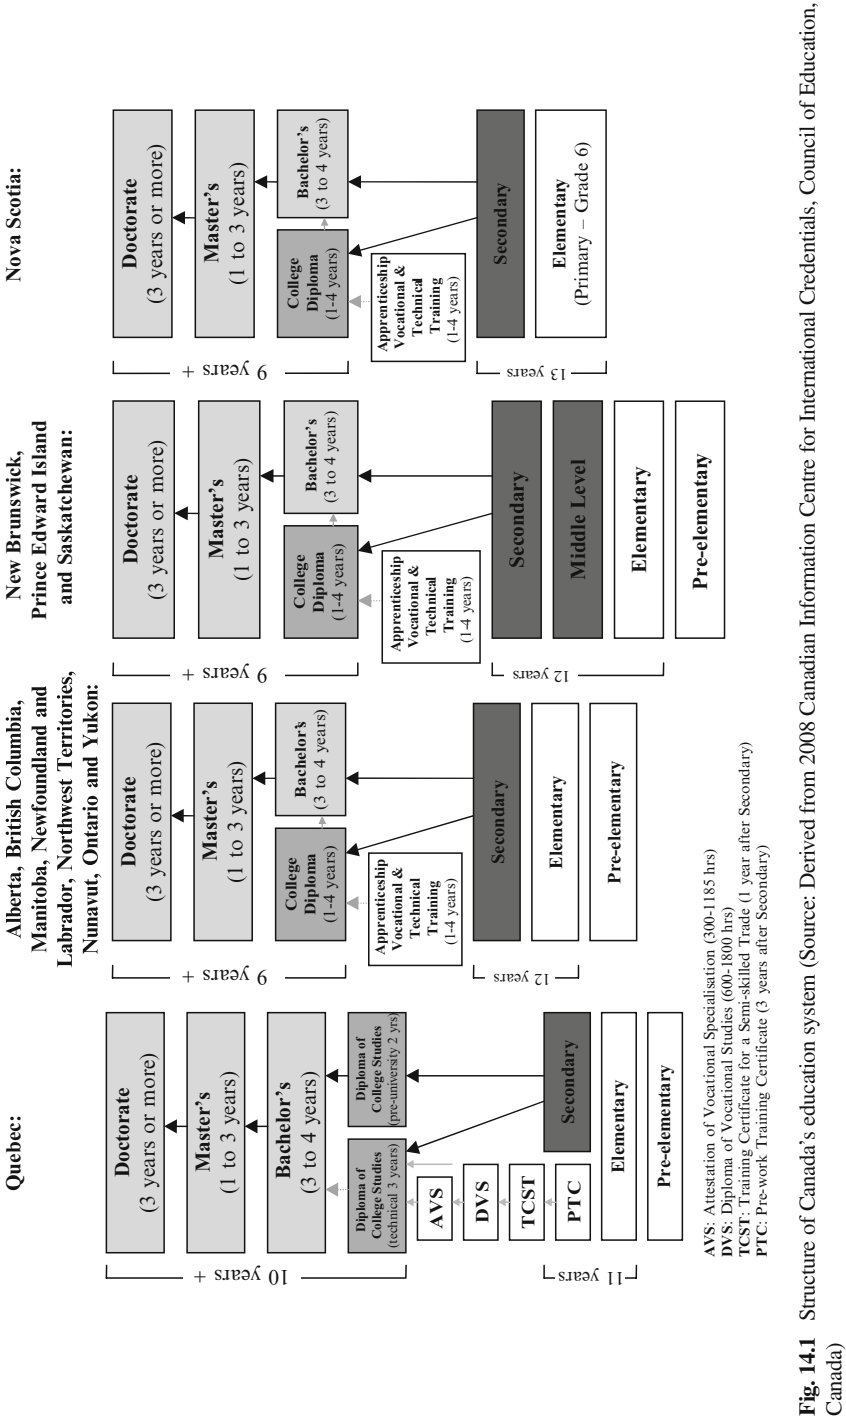 Quebec:
Doctorate
(3 years or more)
Master's
(1 to 3 years)
Bachelor's
(3 to 4 years)
Diploma of
College Studies
(technical 3 years)
Diploma of
College Studies
(pre-university 2 yrs)
AVS
DVS
TCST
PTC
Secondary
Elementary
Pre-elementary
10 years +
11 years
Alberta, British Columbia,
Manitoba, Newfoundland and
Labrador, Northwest Territories,
Nunavut, Ontario and Yukon:
Doctorate
(3 years or more)
Master's
(1 to 3 years)
College
Diploma
(1-4 years)
Bachelor's
(3 to 4 years)
Apprenticeship
Vocational &
Technical
Training
(1-4 years)
Secondary
Elementary
Pre-elementary
9 years +
12 years
New Brunswick,
Prince Edward Island
and Saskatchewan:
Doctorate
(3 years or more)
Master's
(1 to 3 years)
College
Diploma
(1-4 years)
Bachelor's
(3 to 4 years)
Apprenticeship
Vocational &
Technical
Training
(1-4 years)
Secondary
Middle Level
Elementary
Pre-elementary
9 years +
12 years
Nova Scotia:
Doctorate
(3 years or more)
Master's
(1 to 3 years)
College
Diploma
(1-4 years)
Bachelor's
(3 to 4 years)
Apprenticeship
Vocational &
Technical
Training
(1-4 years)
Secondary
Elementary
(Primary – Grade 6)
9 years +
13 years
AVS: Attestation of Vocational Specialisation (300-1185 hrs)
DVS: Diploma of Vocational Studies (600-1800 hrs)
TCST: Training Certificate for a Semi-skilled Trade (1 year after Secondary)
PTC: Pre-work Training Certificate (3 years after Secondary)
Fig. 14.1 Structure of Canada's education system (Source: Derived from 2008 Canadian Information Centre for International Credentials, Council of Education,
Canada)